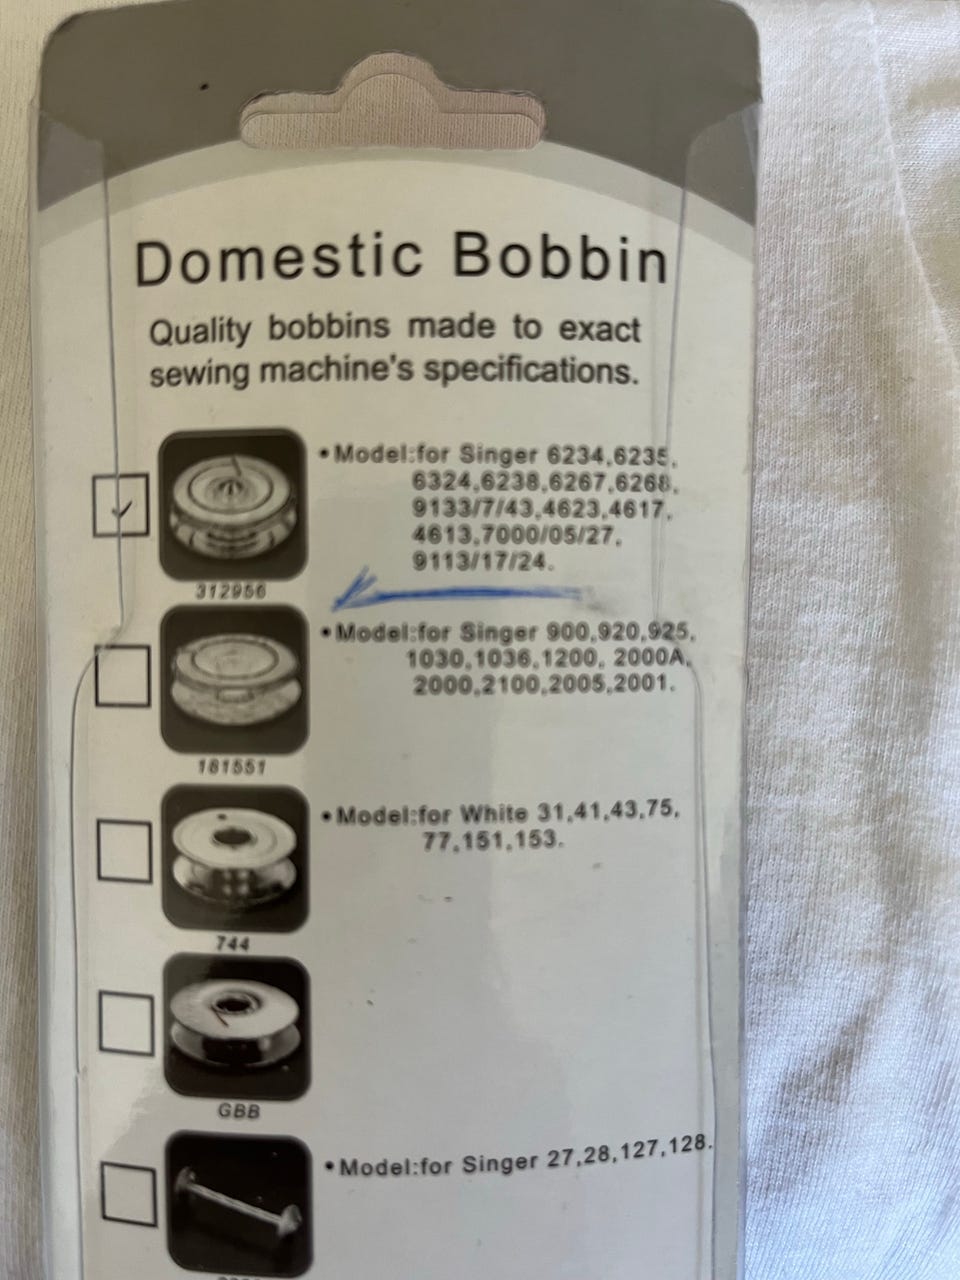 Domestic Bobbin
Quality bobbins made to exact
sewing machine's specifications.
•Model:for Singer 6234,6235,
6324,6238,6267,6268,
9133/7/43,4623,4617,
4613,7000/05/27,
9113/17/24.
312956
•Model:for Singer 900,920,925,
1030,1036,1200, 2000A,
2000,2100,2005,2001.
181551
•Model:for White 31,41,43,75,
77,151,153.
744
GBB
•Model:for Singer 27,28,127,128.